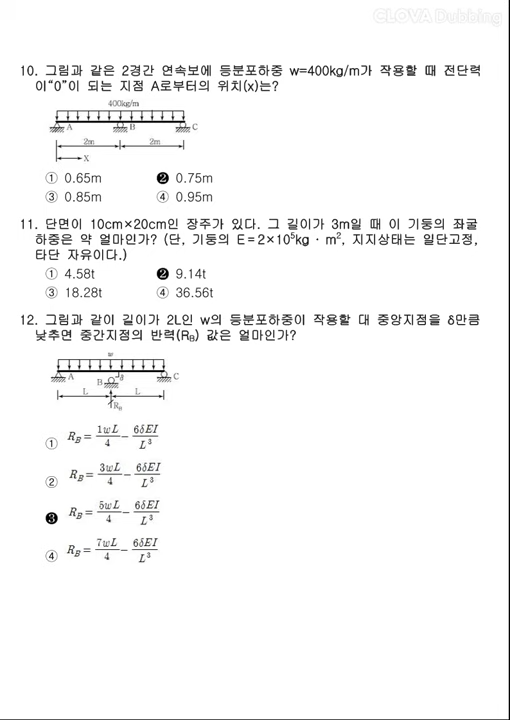 CLOVA Dubbing
10. 그림과 같은 2경간 연속보에 등분포하중 w=400kg/m가 작용할 때 전단력
이“0”이 되는 지점 A로부터의 위치(x)는?
400kg/m
A B C
2m 2m
X
① 0.65m ❷ 0.75m
③ 0.85m ④ 0.95m
11. 단면이 10cm×20cm인 장주가 있다. 그 길이가 3m일 때 이 기둥의 좌굴
하중은 약 얼마인가? (단, 기둥의 E=2×10⁵kg · m², 지지상태는 일단고정,
타단 자유이다.)
① 4.58t ❷ 9.14t
③ 18.28t ④ 36.56t
12. 그림과 같이 길이가 2L인 w의 등분포하중이 작용할 대 중앙지점을 δ만큼
낮추면 중간지점의 반력(R_B) 값은 얼마인가?
w
A B δ C
L L
R_B
① R_B = 1wL/4 − 6δEI/L³
② R_B = 3wL/4 − 6δEI/L³
❸ R_B = 5wL/4 − 6δEI/L³
④ R_B = 7wL/4 − 6δEI/L³